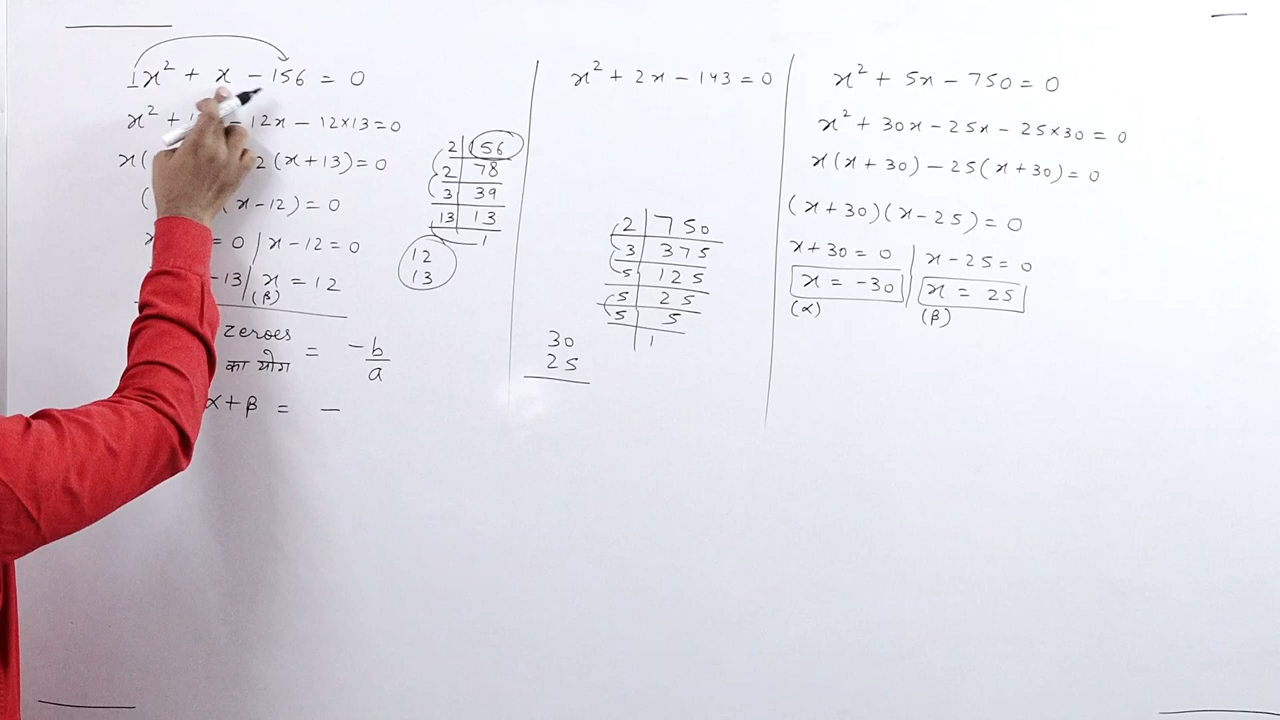 1x² + x − 156 = 0
x² + − 12x − 12×13 = 0
x( 2(x+13) = 0
( (x−12) = 0
= 0 / x−12 = 0
−13 / x = 12
(β)
zeroes
का योग = −b/a
α+β = −
2 | 156
2 | 78
3 | 39
13 | 13
1
12
13
x² + 2x − 143 = 0
2 | 750
3 | 375
5 | 125
5 | 25
5 | 5
1
30
25
x² + 5x − 750 = 0
x² + 30x − 25x − 25×30 = 0
x(x+30) − 25(x+30) = 0
(x+30)(x−25) = 0
x+30 = 0 | x−25 = 0
x = −30 | x = 25
(α) (β)